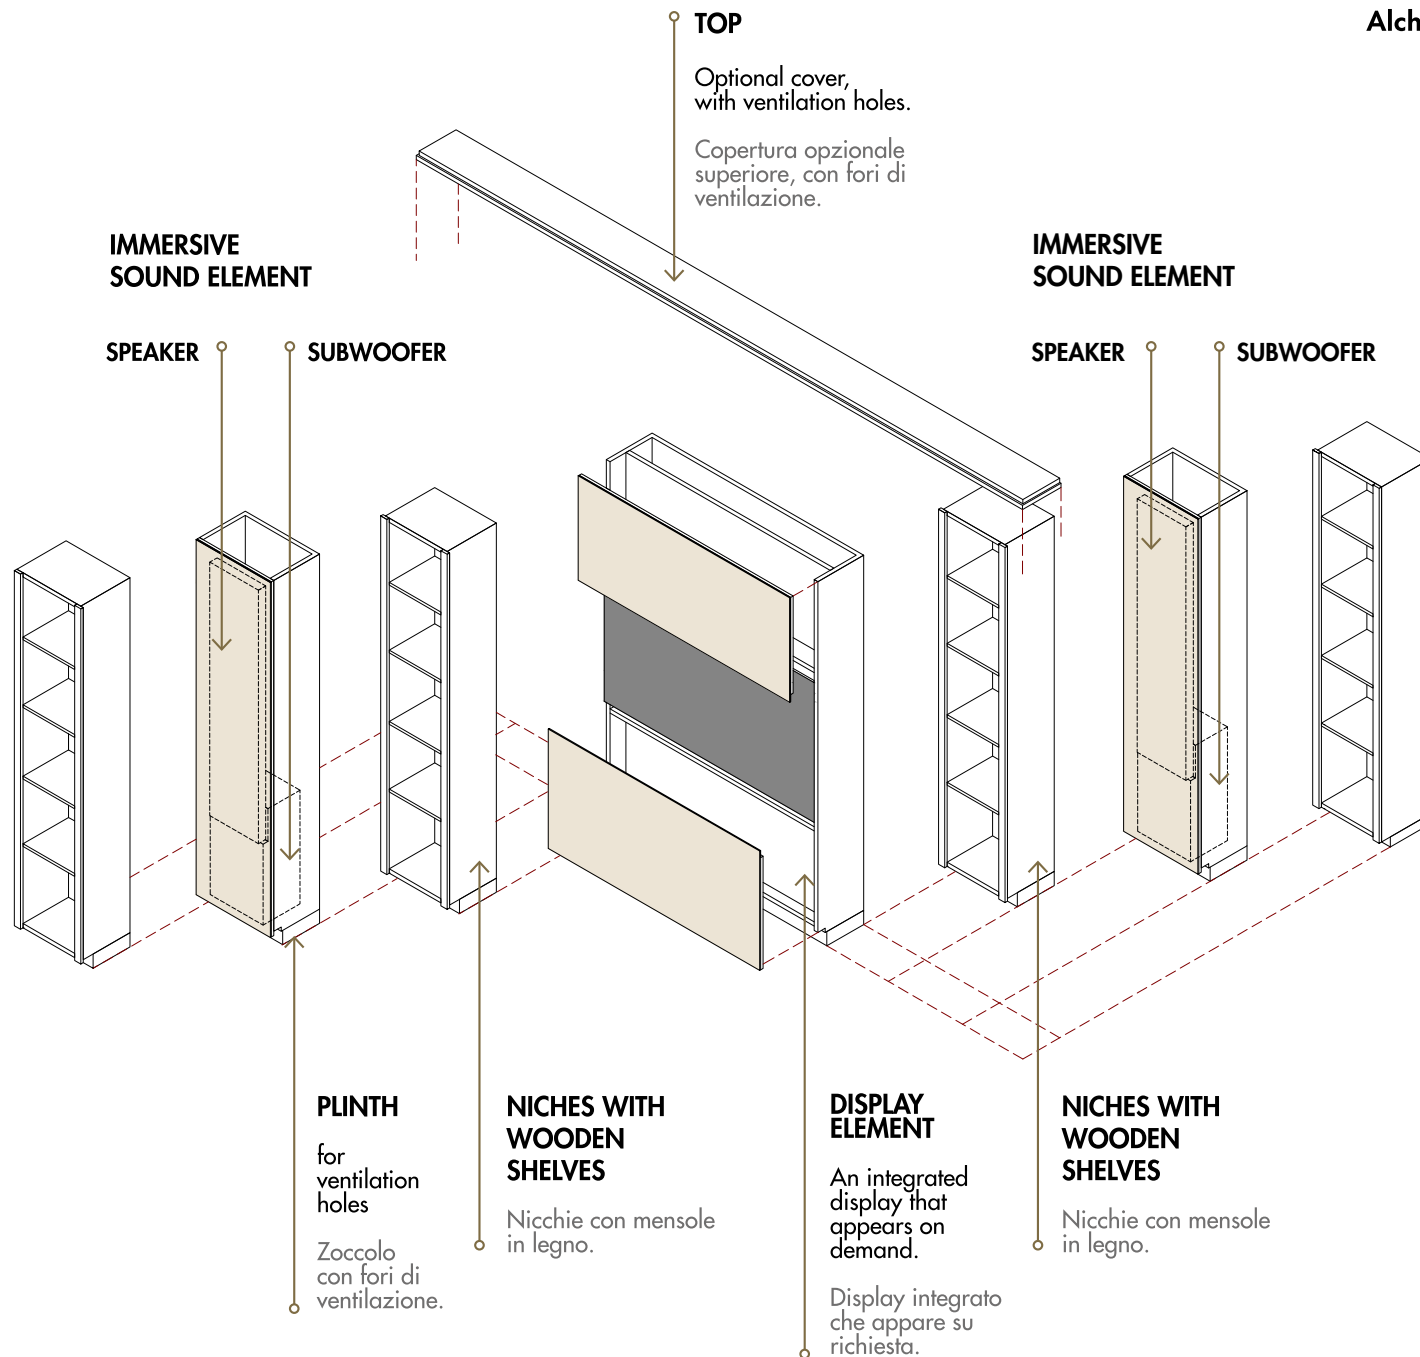 TOP
Optional cover,
with ventilation holes.
Copertura opzionale
superiore, con fori di
ventilazione.
Alch
IMMERSIVE
SOUND ELEMENT
SPEAKER
SUBWOOFER
IMMERSIVE
SOUND ELEMENT
SPEAKER
SUBWOOFER
PLINTH
for
ventilation
holes
Zoccolo
con fori di
ventilazione.
NICHES WITH
WOODEN
SHELVES
Nicchie con mensole
in legno.
DISPLAY
ELEMENT
An integrated
display that
appears on
demand.
Display integrato
che appare su
richiesta.
NICHES WITH
WOODEN
SHELVES
Nicchie con mensole
in legno.